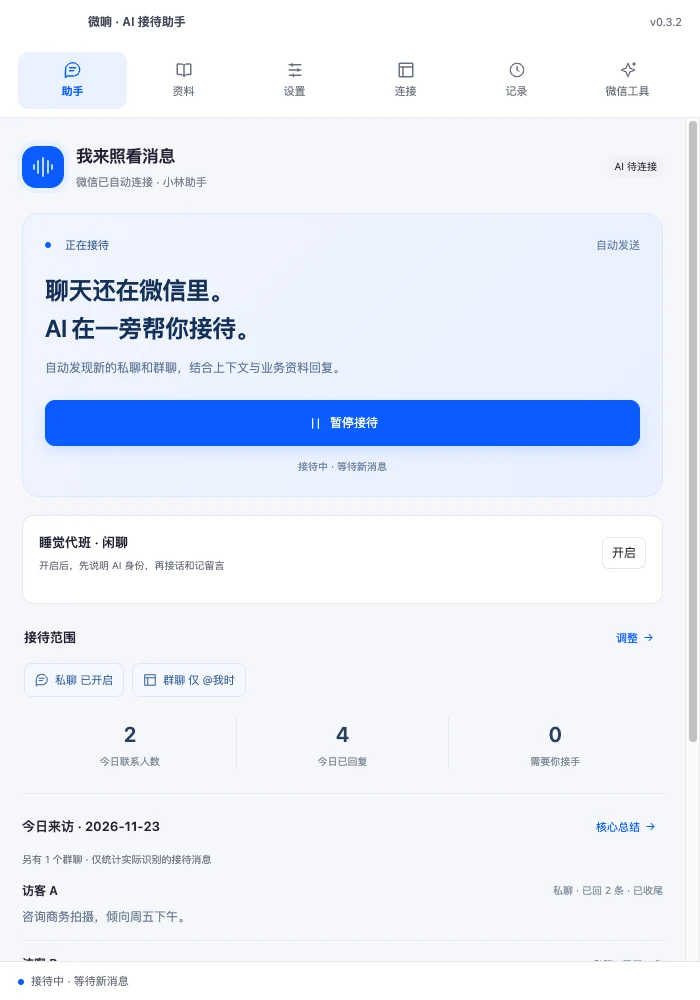 微响 · AI 接待助手
v0.3.2
助手
资料
设置
连接
记录
微信工具
我来照看消息
微信已自动连接 · 小林助手
AI 待连接
正在接待
自动发送
聊天还在微信里。
AI 在一旁帮你接待。
自动发现新的私聊和群聊，结合上下文与业务资料回复。
暂停接待
接待中 · 等待新消息
睡觉代班 · 闲聊
开启后，先说明 AI 身份，再接话和记留言
开启
接待范围
调整 →
私聊 已开启
群聊 仅 @我时
2
今日联系人数
4
今日已回复
0
需要你接手
今日来访 · 2026-11-23
核心总结 →
另有 1 个群聊 · 仅统计实际识别的接待消息
访客 A
私聊 · 已回 2 条 · 已收尾
咨询商务拍摄，倾向周五下午。
接待中 · 等待新消息